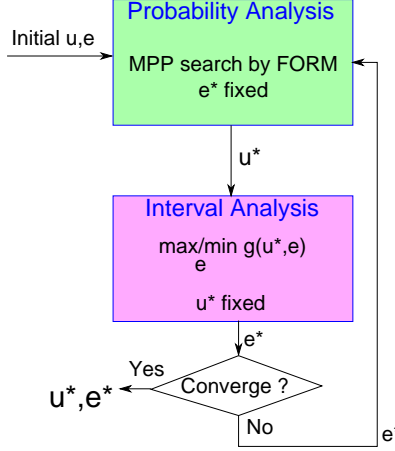 Probability Analysis
Initial u,e
MPP search by FORM
e* fixed
u*
Interval Analysis
max/min g(u*,e)
e
u* fixed
e*
Yes
Converge ?
u*,e*
No
e*